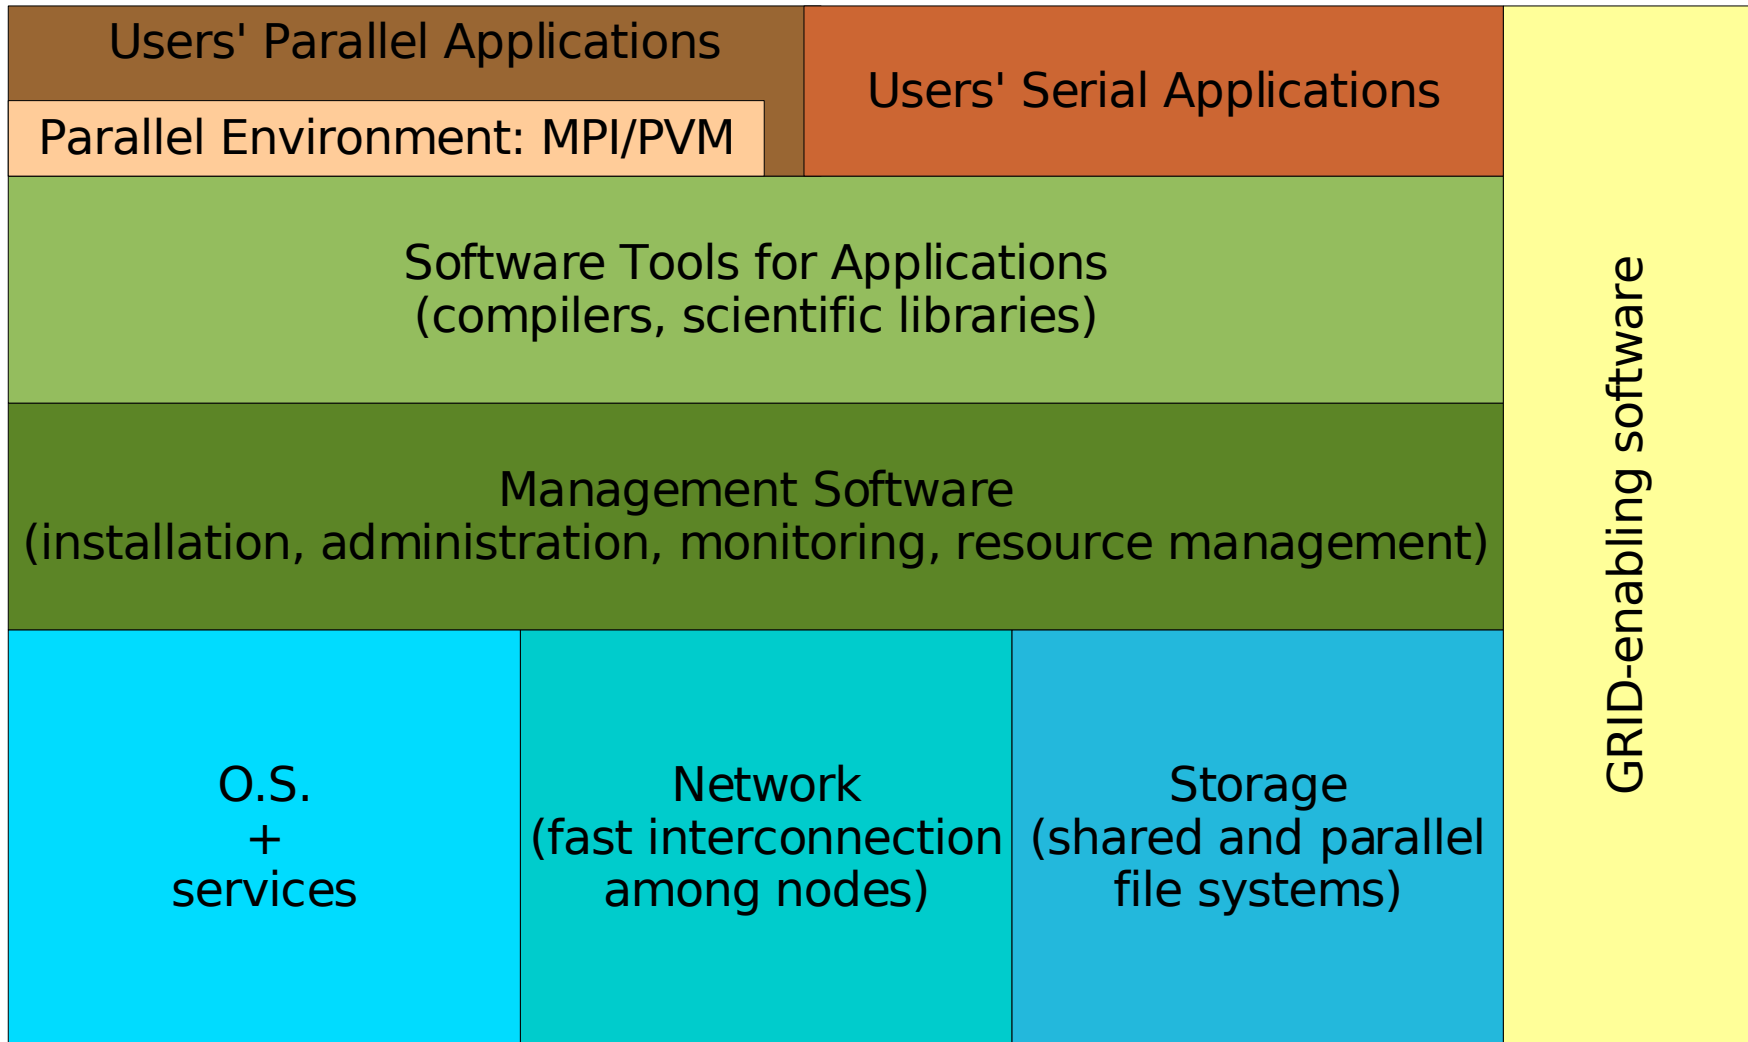 Users' Parallel Applications
Users' Serial Applications
Parallel Environment: MPI/PVM
Software Tools for Applications
(compilers, scientific libraries)
Management Software
(installation, administration, monitoring, resource management)
O.S.
+
services
Network
(fast interconnection
among nodes)
Storage
(shared and parallel
file systems)
GRID-enabling software